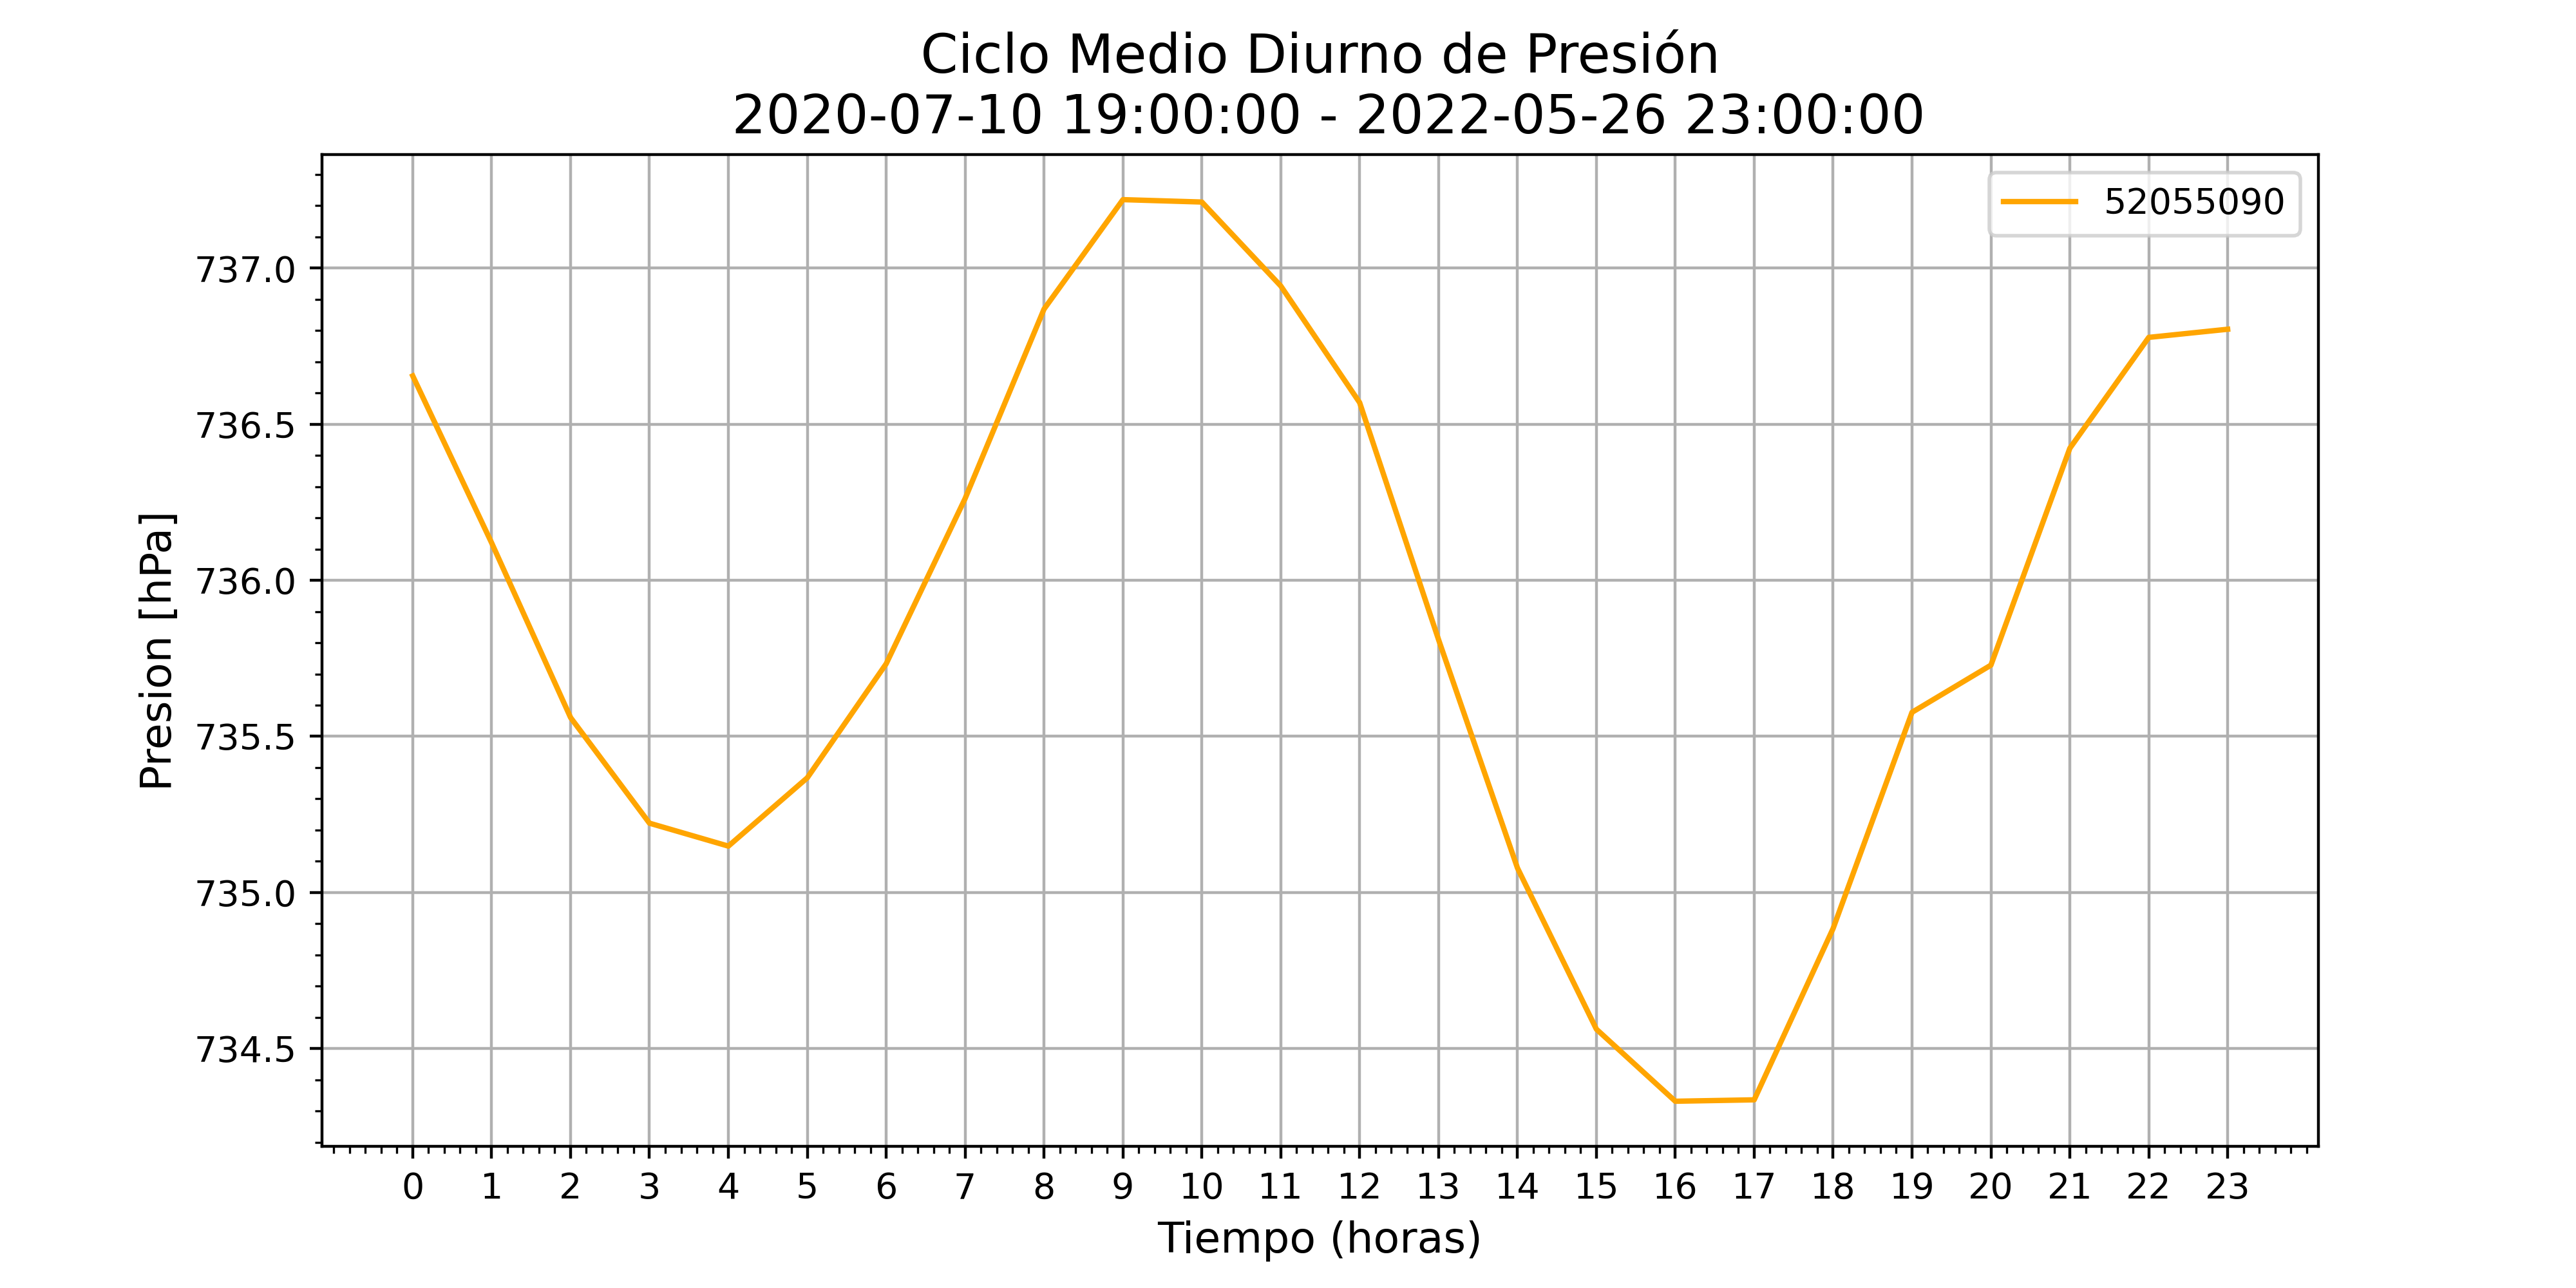 Ciclo Medio Diurno de Presión
2020-07-10 19:00:00 - 2022-05-26 23:00:00
52055090
Presion [hPa]
737.0
736.5
736.0
735.5
735.0
734.5
0 1 2 3 4 5 6 7 8 9 10 11 12 13 14 15 16 17 18 19 20 21 22 23
Tiempo (horas)